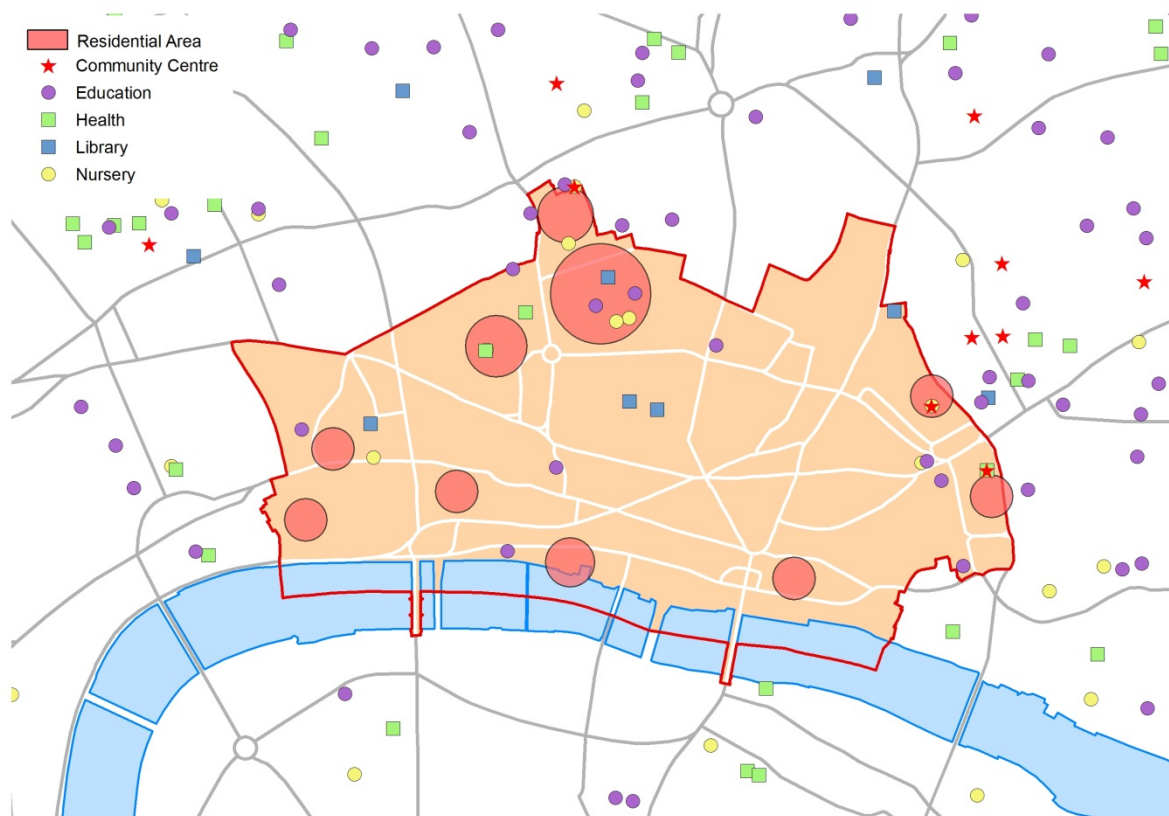 Residential Area
Community Centre
Education
Health
Library
Nursery